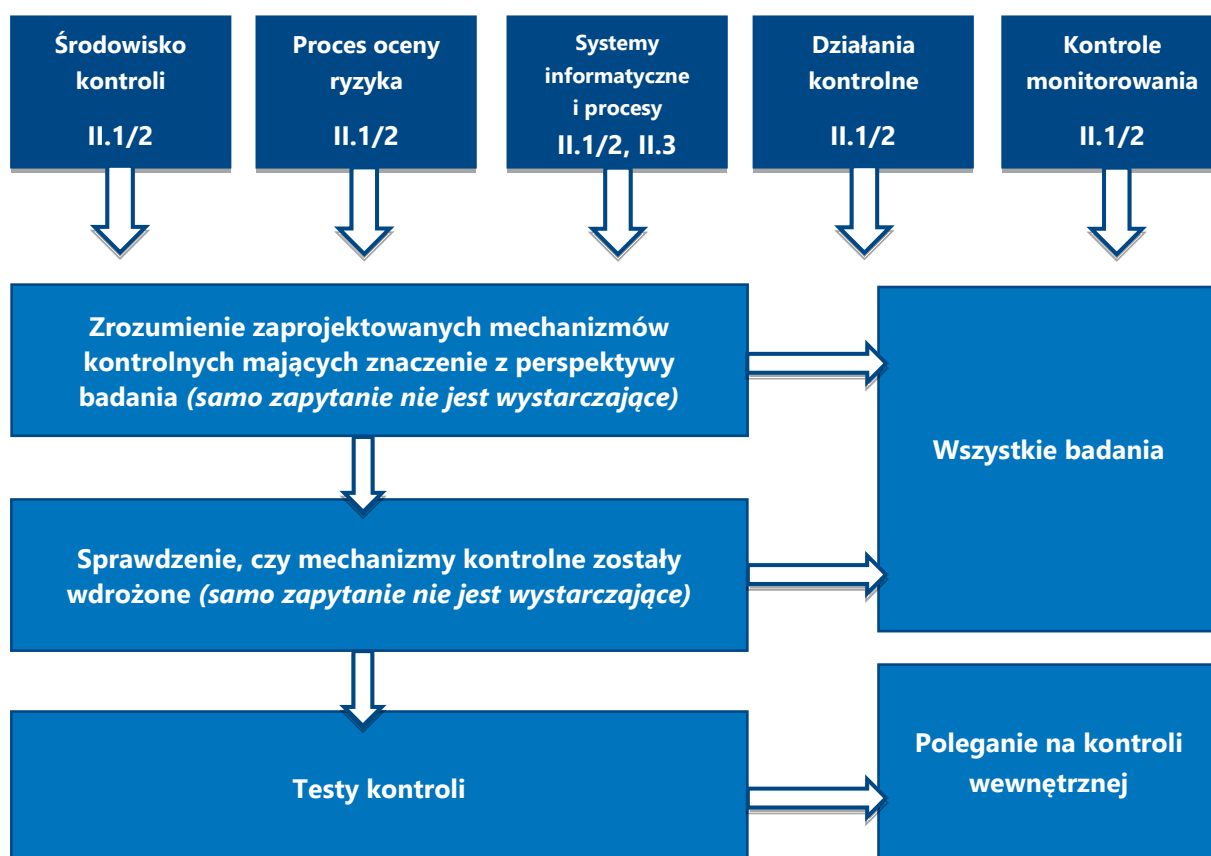 Środowisko
kontroli
II.1/2
Proces oceny
ryzyka
II.1/2
Systemy
informatyczne
i procesy
II.1/2, II.3
Działania
kontrolne
II.1/2
Kontrole
monitorowania
II.1/2
Zrozumienie zaprojektowanych mechanizmów
kontrolnych mających znaczenie z perspektywy
badania (samo zapytanie nie jest wystarczające)
Wszystkie badania
Sprawdzenie, czy mechanizmy kontrolne zostały
wdrożone (samo zapytanie nie jest wystarczające)
Testy kontroli
Poleganie na kontroli
wewnętrznej